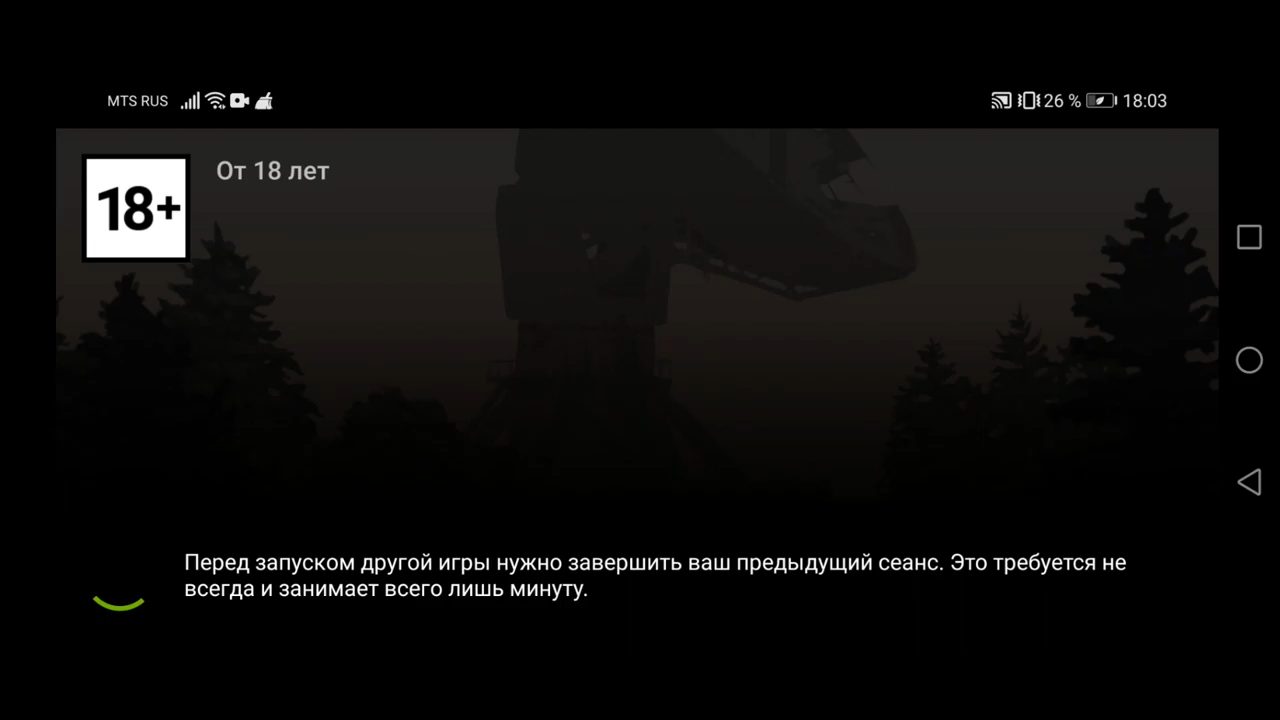 MTS RUS 26 % 18:03
18+ От 18 лет
Перед запуском другой игры нужно завершить ваш предыдущий сеанс. Это требуется не
всегда и занимает всего лишь минуту.